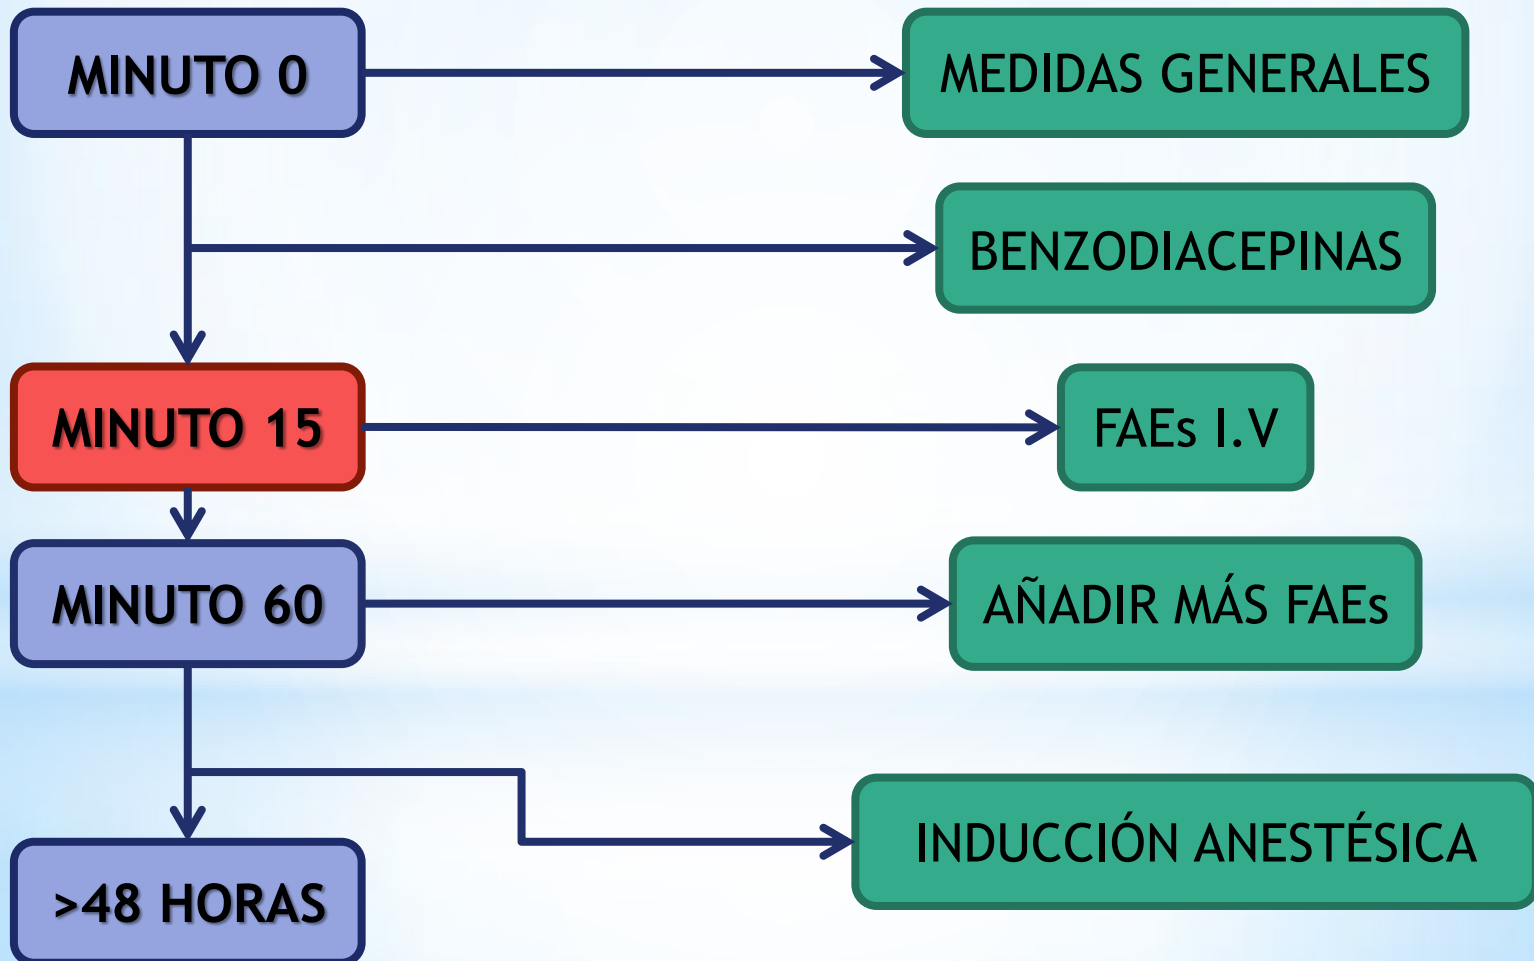 MINUTO 0
MEDIDAS GENERALES
BENZODIACEPINAS
MINUTO 15
FAEs I.V
MINUTO 60
AÑADIR MÁS FAEs
INDUCCIÓN ANESTÉSICA
>48 HORAS